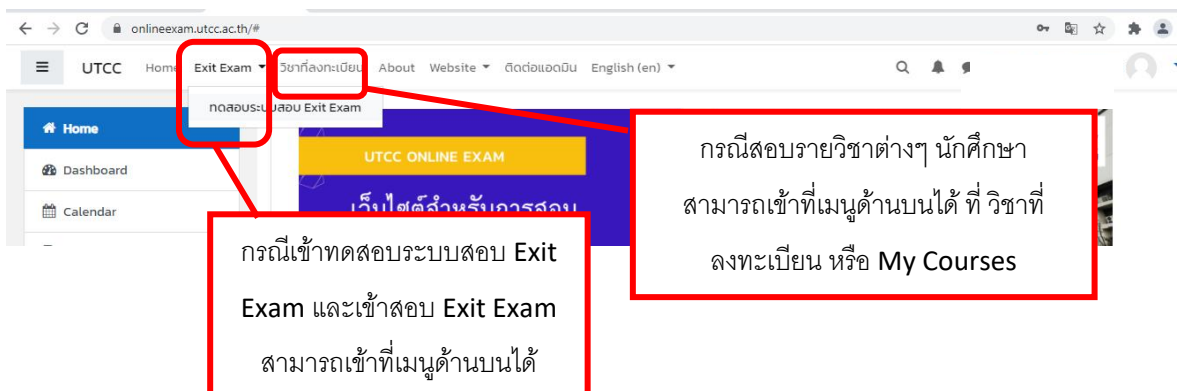 onlineexam.utcc.ac.th/#
UTCC Home Exit Exam วิชาที่ลงทะเบียน About Website ติดต่อแอดมิน English (en)
ทดสอบระบบสอบ Exit Exam
Home
Dashboard
Calendar
UTCC ONLINE EXAM
เว็บไซต์สำหรับการสอบ
กรณีสอบรายวิชาต่างๆ นักศึกษา
สามารถเข้าที่เมนูด้านบนได้ ที่ วิชาที่
ลงทะเบียน หรือ My Courses
กรณีเข้าทดสอบระบบสอบ Exit
Exam และเข้าสอบ Exit Exam
สามารถเข้าที่เมนูด้านบนได้